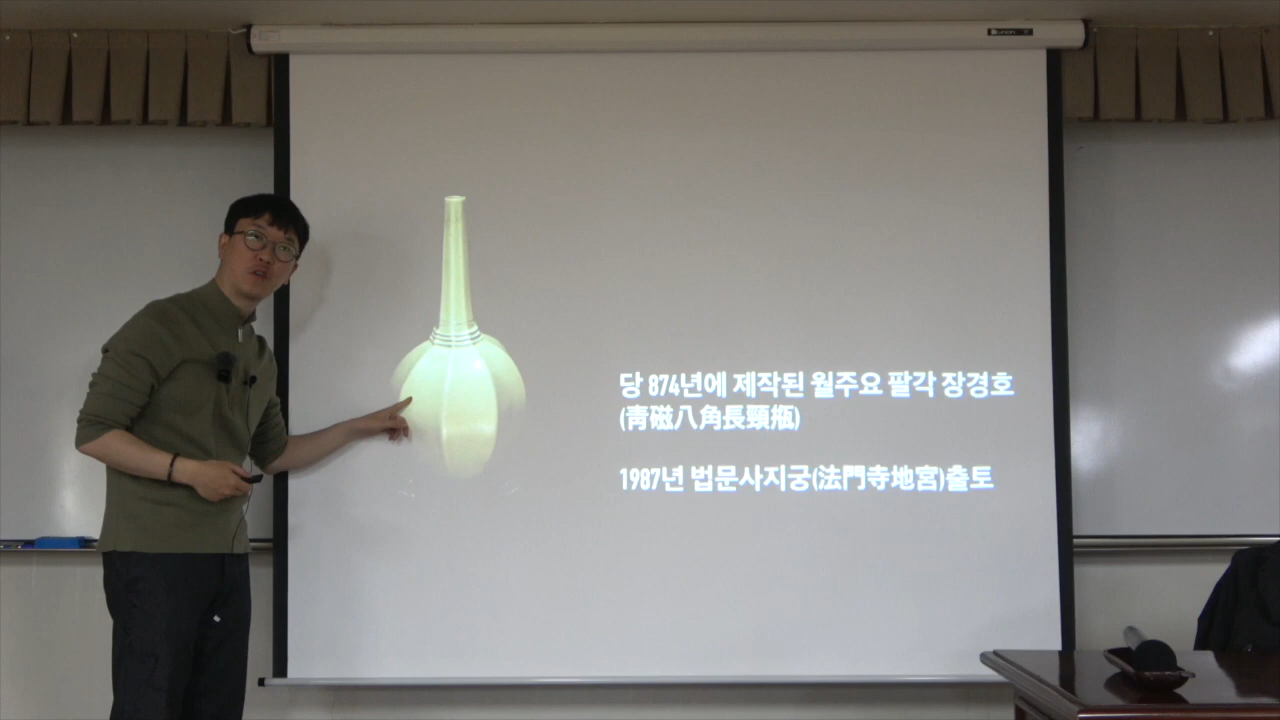 당 874년에 제작된 월주요 팔각 장경호
(靑磁八角長頸瓶)
1987년 법문사지궁(法門寺地宮)출토